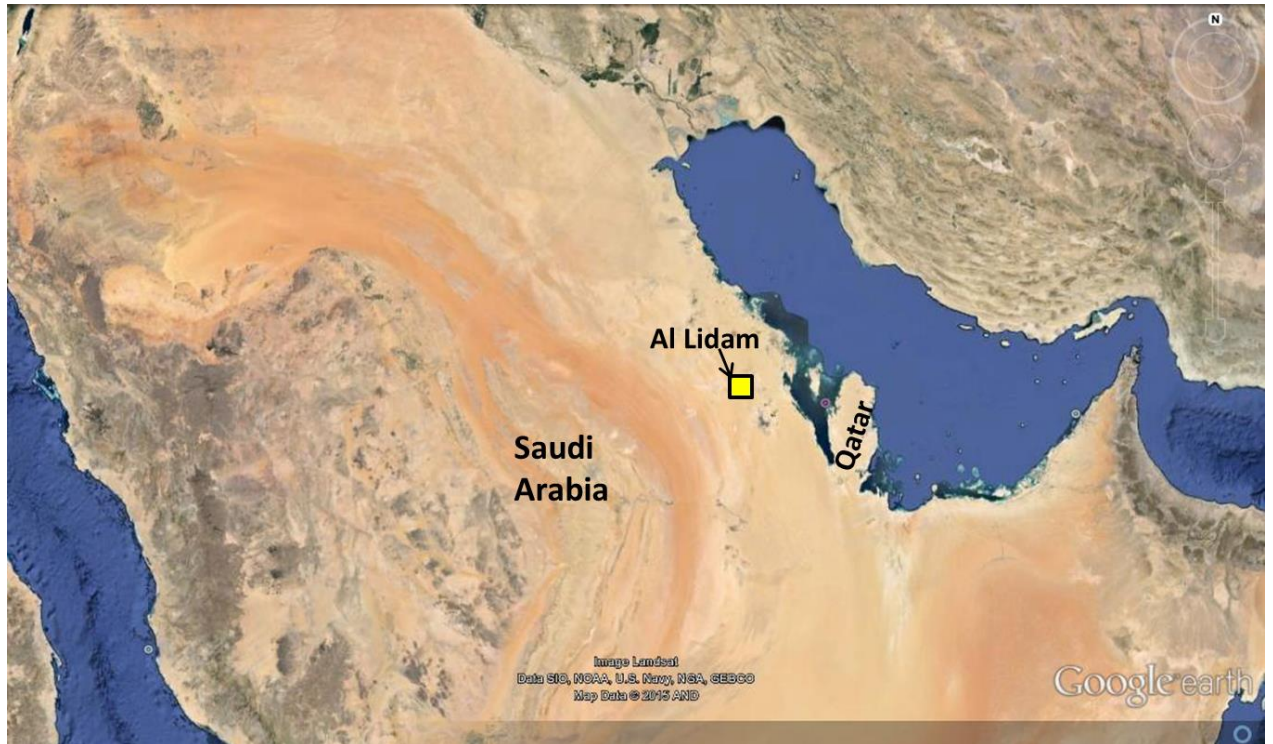 N
Al Lidam
Saudi
Arabia
Qatar
Image Landsat
Data SIO, NOAA, U.S. Navy, NGA, GEBCO
Map Data © 2015 AND
Google earth